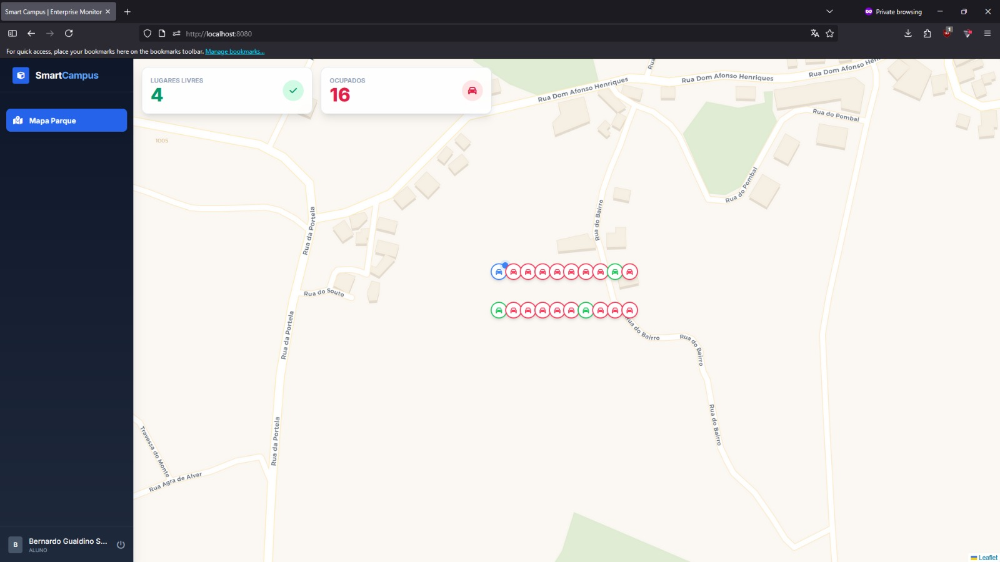 Smart Campus | Enterprise Monitor
Private browsing
http://localhost:8080
1
For quick access, place your bookmarks here on the bookmarks toolbar. Manage bookmarks...
SmartCampus
Mapa Parque
LUGARES LIVRES
4
OCUPADOS
16
Rua
Rua Dom Afonso Henriques
Rua Dom Afonso Henriques
Rua Dom Afonso Henr
Rua do Pombal
1005
Rua do Pombal
Rua da Portela
Rua do Bairro
Rua do Souto
Rua da Portela
Rua do Bairro
Rua do Bairro
Rua da Portela
Rua do Bairro
Travessa do Monte
Rua Agra de Alvar
B
Bernardo Gualdino S...
ALUNO
Leaflet